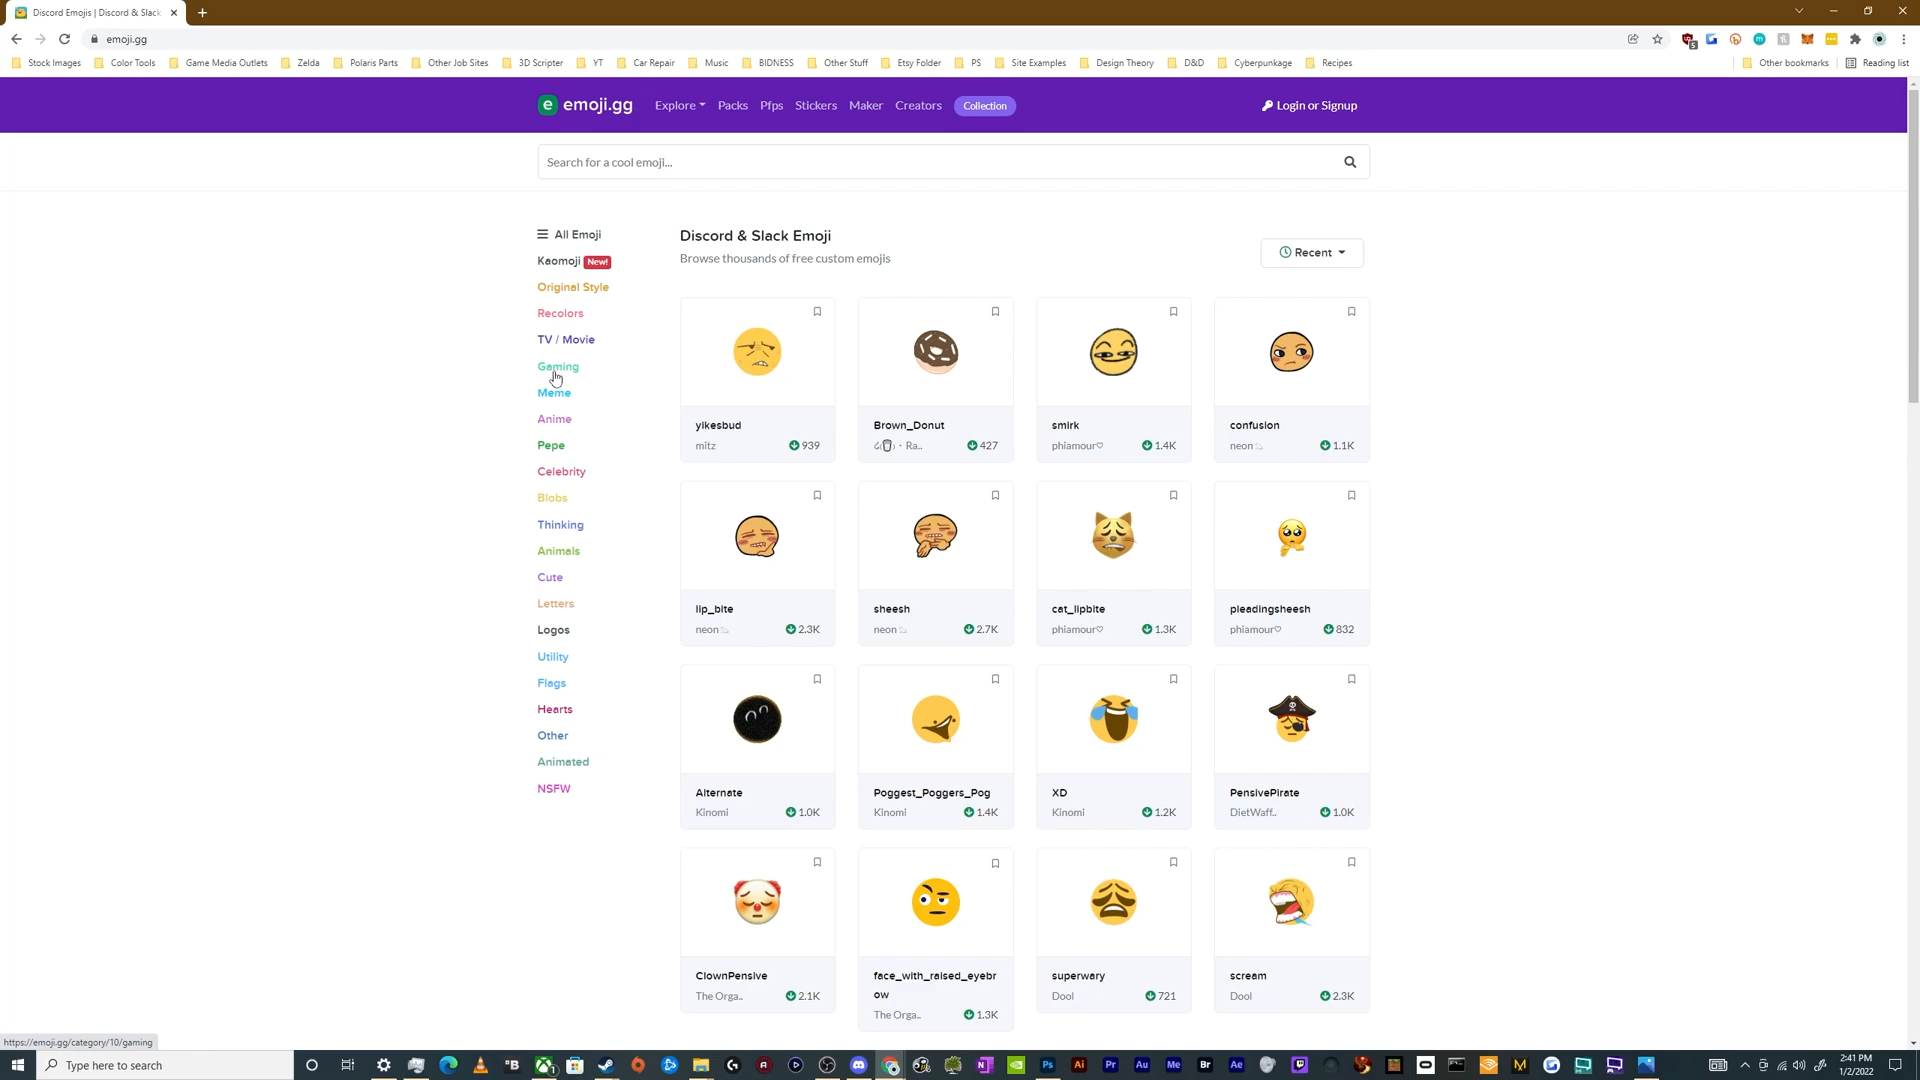 Discord Emojis | Discord & Slack
emoji.gg
Stock Images Color Tools Game Media Outlets Zelda Polaris Parts Other Job Sites 3D Scripter YT Car Repair Music BIDNESS Other Stuff Etsy Folder PS Site Examples Design Theory D&D Cyberpunkage Recipes Other bookmarks Reading list
e emoji.gg Explore Packs Pfps Stickers Maker Creators Collection Login or Signup
Search for a cool emoji...
All Emoji
Kaomoji New!
Original Style
Recolors
TV / Movie
Gaming
Meme
Anime
Pepe
Celebrity
Blobs
Thinking
Animals
Cute
Letters
Logos
Utility
Flags
Hearts
Other
Animated
NSFW
Discord & Slack Emoji
Browse thousands of free custom emojis
Recent
yikesbud Brown_Donut smirk confusion
mitz 939 Ra.. 427 phiamour♡ 1.4K neon 1.1K
lip_bite sheesh cat_lipbite pleadingsheesh
neon 2.3K neon 2.7K phiamour♡ 1.3K phiamour♡ 832
Alternate Poggest_Poggers_Pog XD PensivePirate
Kinomi 1.0K Kinomi 1.4K Kinomi 1.2K DietWaff.. 1.0K
ClownPensive face_with_raised_eyebr superwary scream
ow
The Orga.. 2.1K The Orga.. 1.3K Dool 721 Dool 2.3K
https://emoji.gg/category/10/gaming
Type here to search
2:41 PM
1/2/2022